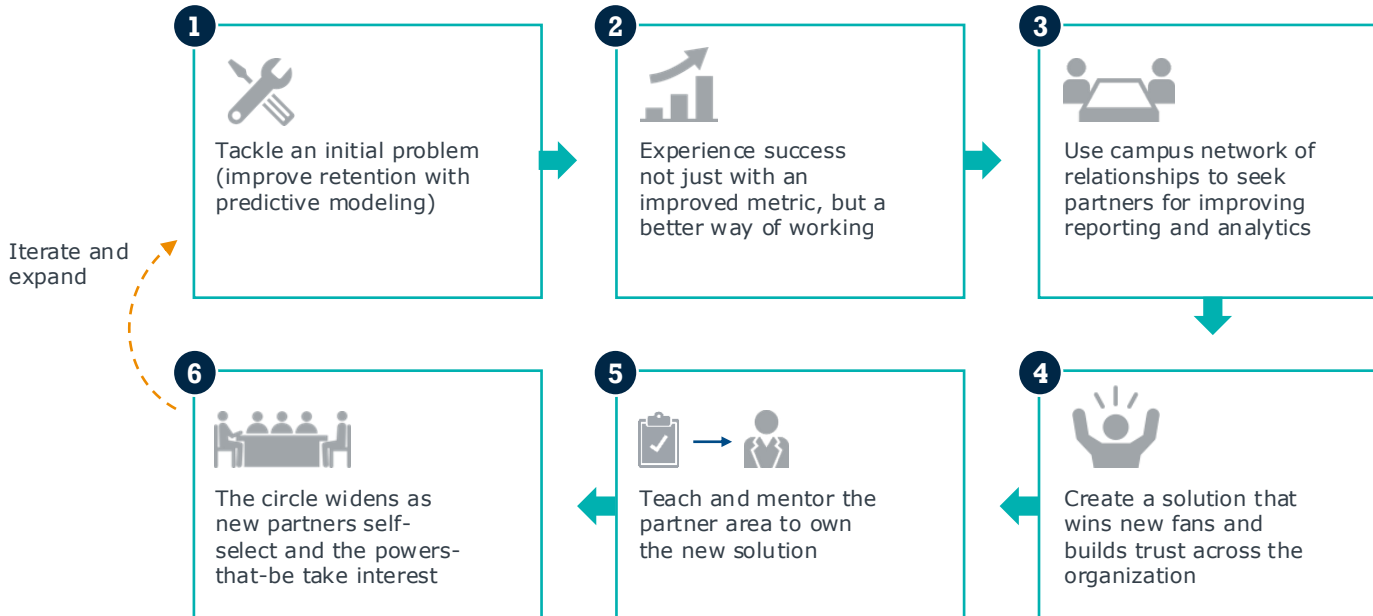 1
Tackle an initial problem
(improve retention with
predictive modeling)
2
Experience success
not just with an
improved metric, but a
better way of working
3
Use campus network of
relationships to seek
partners for improving
reporting and analytics
4
Create a solution that
wins new fans and
builds trust across the
organization
5
Teach and mentor the
partner area to own
the new solution
6
The circle widens as
new partners self-
select and the powers-
that-be take interest
Iterate and
expand